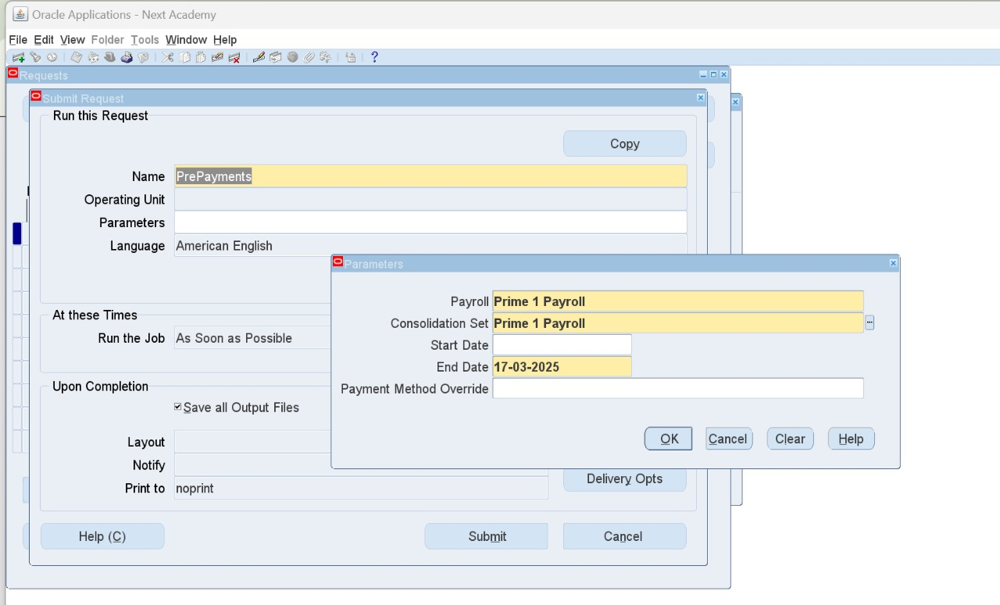 Oracle Applications - Next Academy
File Edit View Folder Tools Window Help
Requests
Submit Request
Run this Request
Copy
Name PrePayments
Operating Unit
Parameters
Language American English
Parameters
Payroll Prime 1 Payroll
Consolidation Set Prime 1 Payroll
Start Date
End Date 17-03-2025
Payment Method Override
OK Cancel Clear Help
At these Times
Run the Job As Soon as Possible
Upon Completion
Save all Output Files
Layout
Notify
Print to noprint
Delivery Opts
Help (C) Submit Cancel